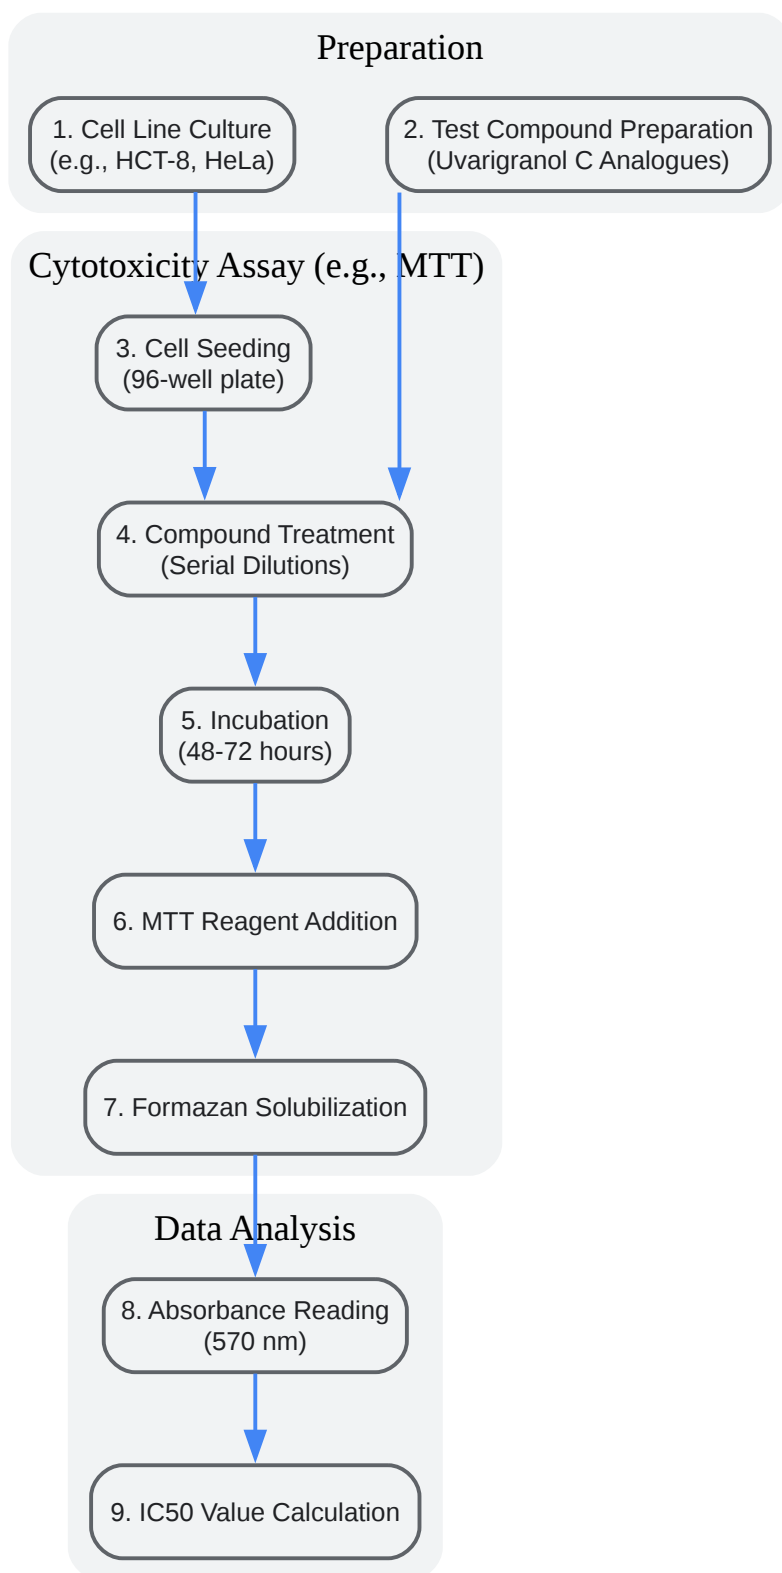 Preparation
1. Cell Line Culture
(e.g., HCT-8, HeLa)
2. Test Compound Preparation
(Uvarigranol C Analogues)
Cytotoxicity Assay (e.g., MTT)
3. Cell Seeding
(96-well plate)
4. Compound Treatment
(Serial Dilutions)
5. Incubation
(48-72 hours)
6. MTT Reagent Addition
7. Formazan Solubilization
Data Analysis
8. Absorbance Reading
(570 nm)
9. IC50 Value Calculation